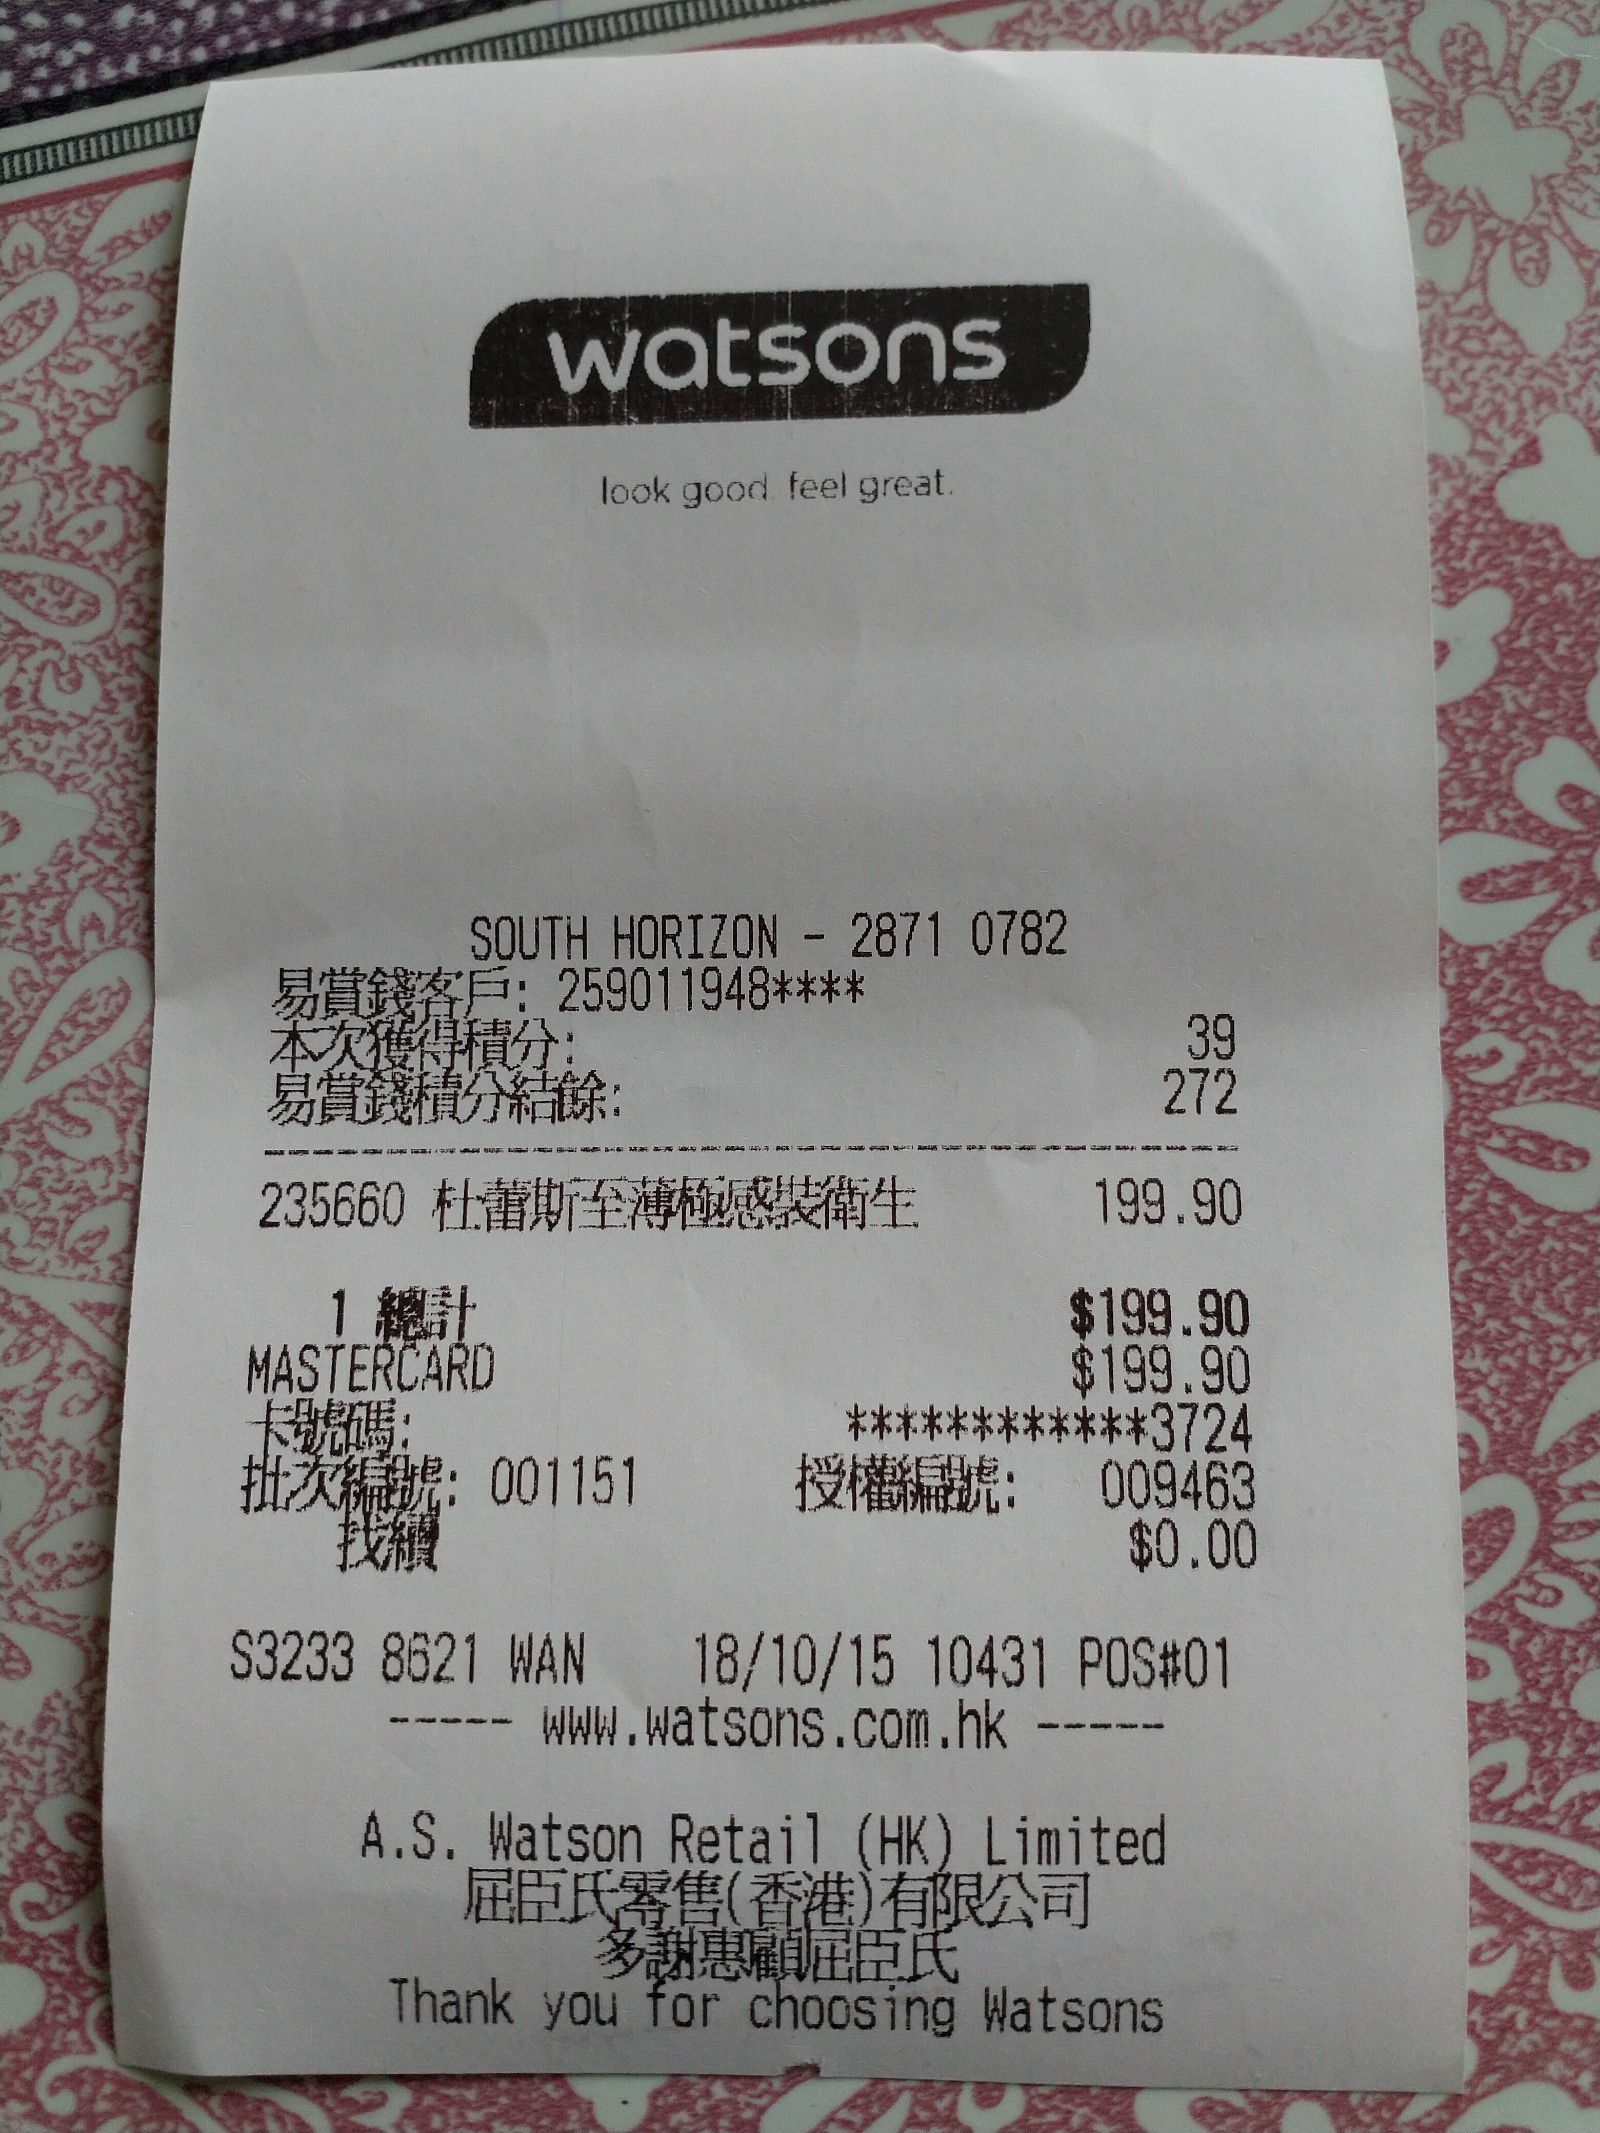 watsons
look good. feel great.
SOUTH HORIZON - 2871 0782
易賞錢客戶: 259011948****
本次獲得積分: 39
易賞錢積分結餘: 272
235660 杜蕾斯至薄極感裝衛生 199.90
1 總計 $199.90
MASTERCARD $199.90
卡號碼: ************3724
批次編號: 001151 授權編號: 009463
找續 $0.00
S3233 8621 WAN 18/10/15 10431 POS#01
----- www.watsons.com.hk -----
A.S. Watson Retail (HK) Limited
屈臣氏零售(香港)有限公司
多謝惠顧屈臣氏
Thank you for choosing Watsons